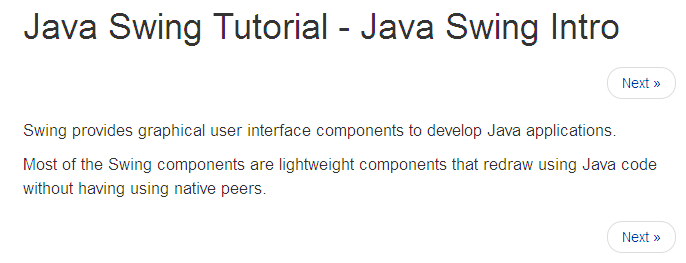 Java Swing Tutorial - Java Swing Intro
Next »
Swing provides graphical user interface components to develop Java applications.
Most of the Swing components are lightweight components that redraw using Java code
without having using native peers.
Next »